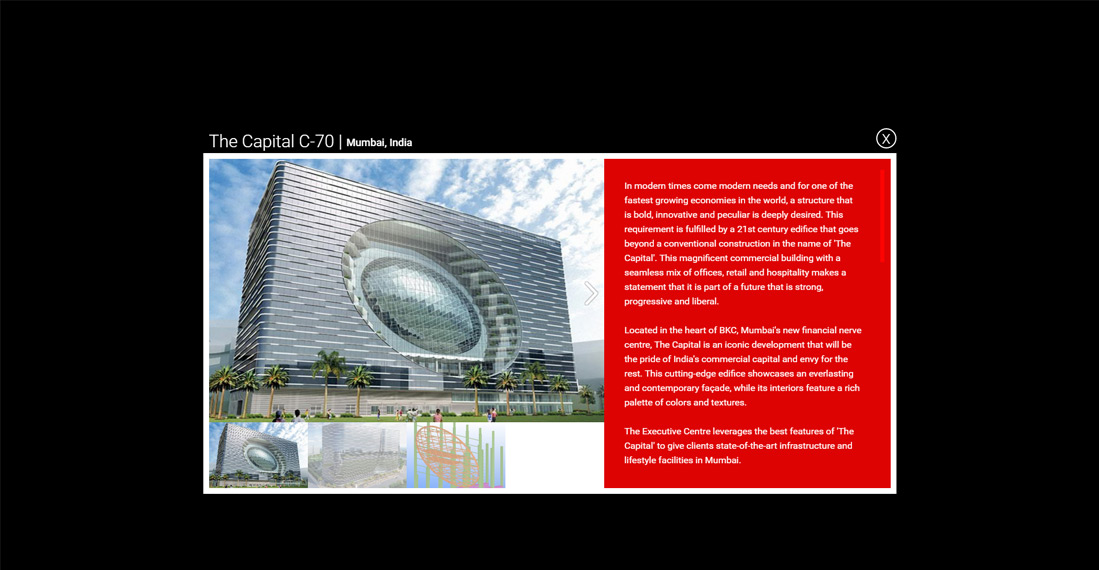 The Capital C-70 | Mumbai, India
X
In modern times come modern needs and for one of the
fastest growing economies in the world, a structure that
is bold, innovative and peculiar is deeply desired. This
requirement is fulfilled by a 21st century edifice that goes
beyond a conventional construction in the name of 'The
Capital'. This magnificent commercial building with a
seamless mix of offices, retail and hospitality makes a
statement that it is part of a future that is strong,
progressive and liberal.
Located in the heart of BKC, Mumbai's new financial nerve
centre, The Capital is an iconic development that will be
the pride of India's commercial capital and envy for the
rest. This cutting-edge edifice showcases an everlasting
and contemporary façade, while its interiors feature a rich
palette of colors and textures.
The Executive Centre leverages the best features of 'The
Capital' to give clients state-of-the-art infrastructure and
lifestyle facilities in Mumbai.